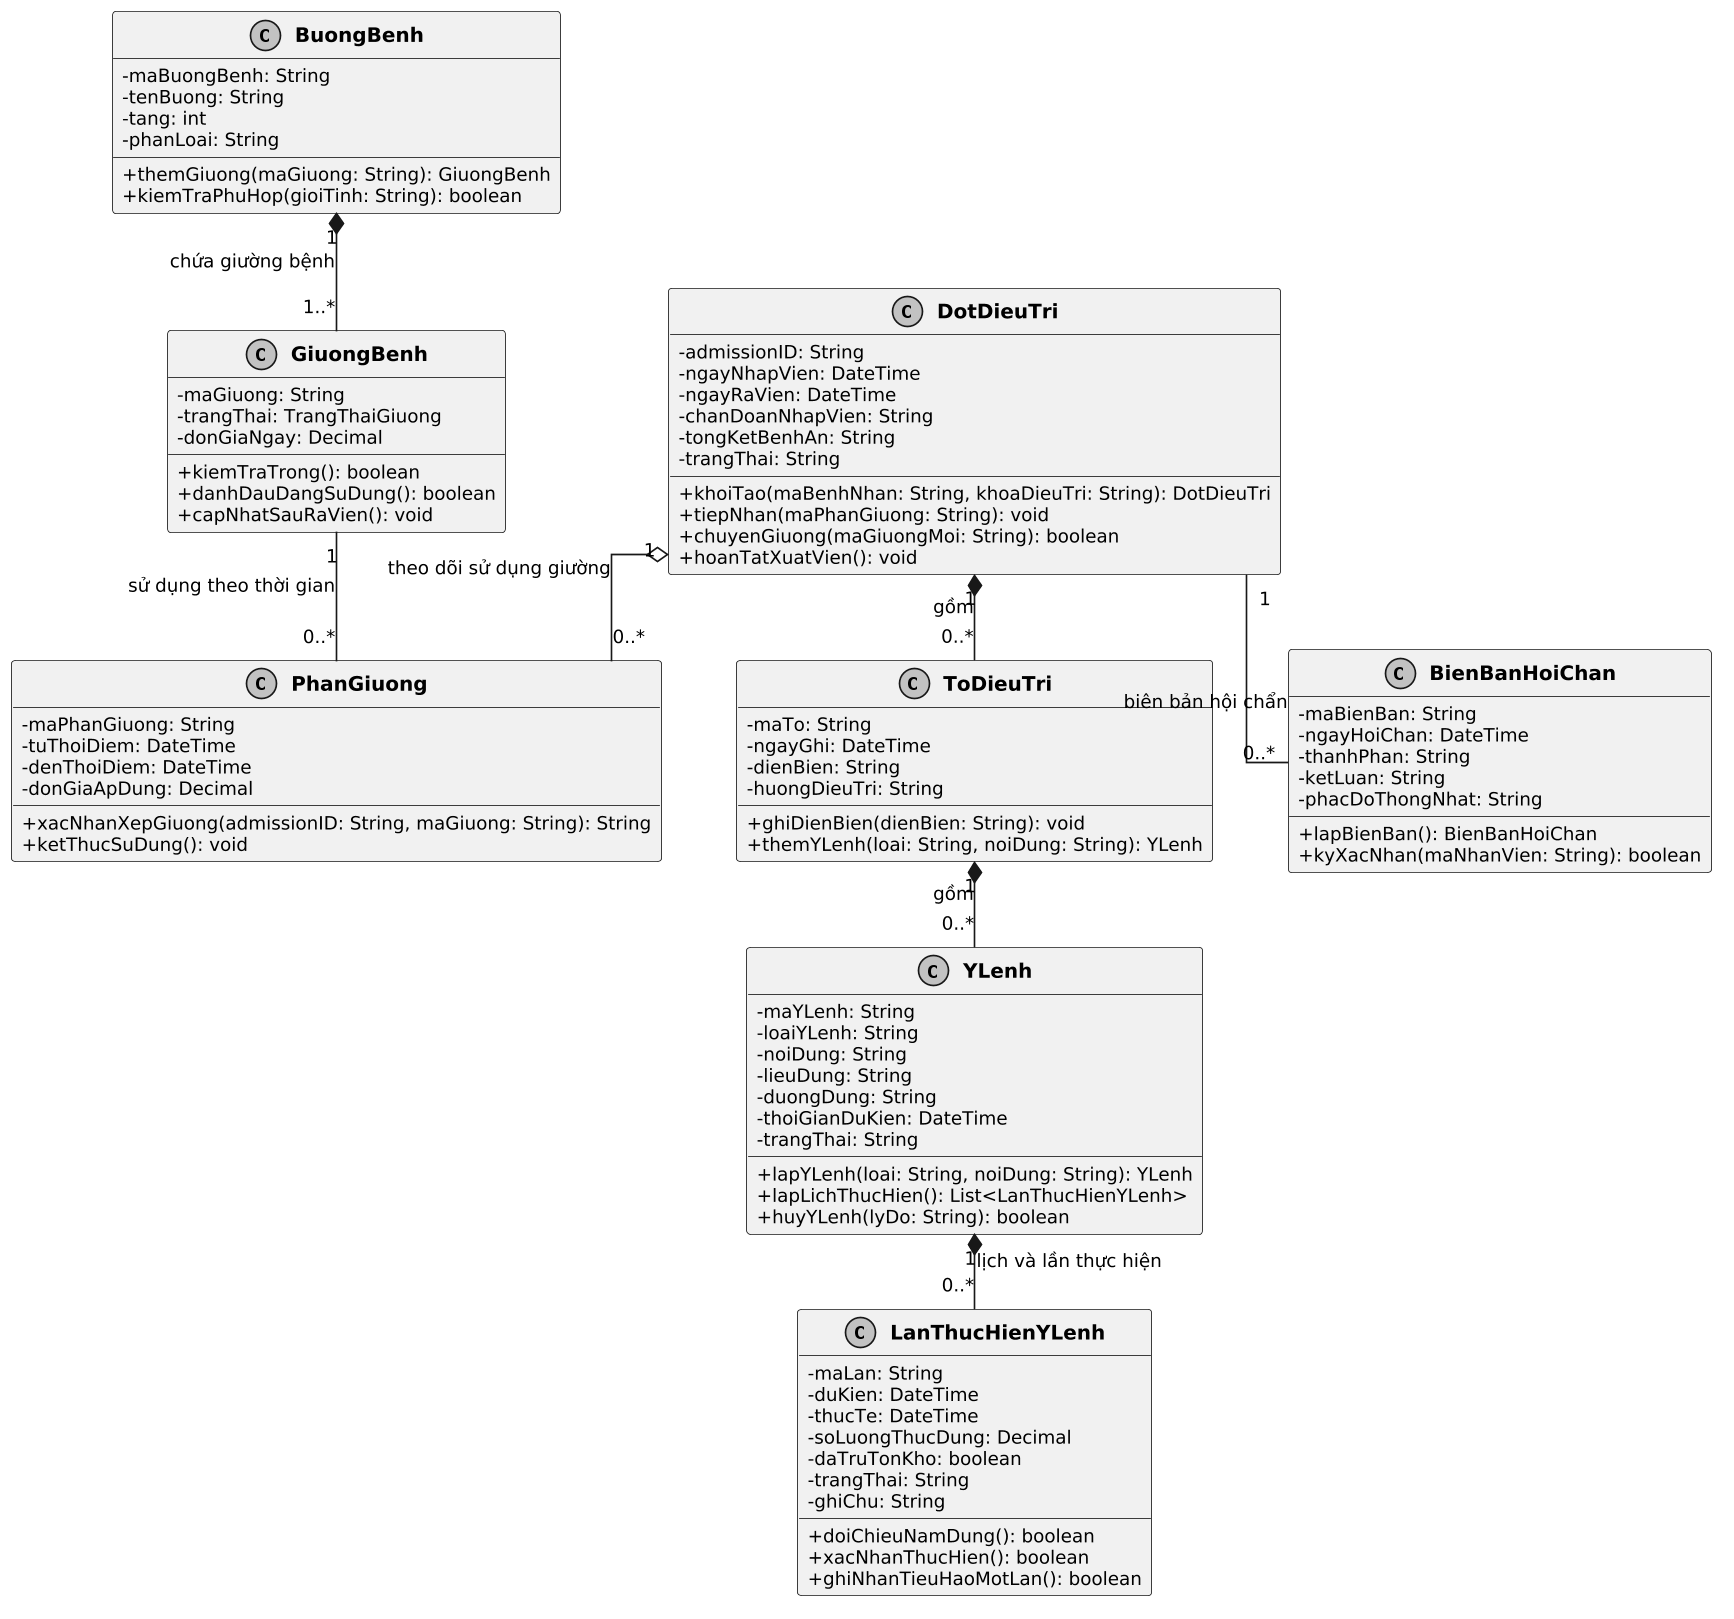 C BuongBenh
-maBuongBenh: String
-tenBuong: String
-tang: int
-phanLoai: String
+themGiuong(maGiuong: String): GiuongBenh
+kiemTraPhuHop(gioiTinh: String): boolean
1
chứa giường bệnh
1..*
C GiuongBenh
-maGiuong: String
-trangThai: TrangThaiGiuong
-donGiaNgay: Decimal
+kiemTraTrong(): boolean
+danhDauDangSuDung(): boolean
+capNhatSauRaVien(): void
1
sử dụng theo thời gian
0..*
C DotDieuTri
-admissionID: String
-ngayNhapVien: DateTime
-ngayRaVien: DateTime
-chanDoanNhapVien: String
-tongKetBenhAn: String
-trangThai: String
+khoiTao(maBenhNhan: String, khoaDieuTri: String): DotDieuTri
+tiepNhan(maPhanGiuong: String): void
+chuyenGiuong(maGiuongMoi: String): boolean
+hoanTatXuatVien(): void
1
theo dõi sử dụng giường
0..*
1
gồm
0..*
1
biên bản hội chẩn
0..*
C PhanGiuong
-maPhanGiuong: String
-tuThoiDiem: DateTime
-denThoiDiem: DateTime
-donGiaApDung: Decimal
+xacNhanXepGiuong(admissionID: String, maGiuong: String): String
+ketThucSuDung(): void
C ToDieuTri
-maTo: String
-ngayGhi: DateTime
-dienBien: String
-huongDieuTri: String
+ghiDienBien(dienBien: String): void
+themYLenh(loai: String, noiDung: String): YLenh
C BienBanHoiChan
-maBienBan: String
-ngayHoiChan: DateTime
-thanhPhan: String
-ketLuan: String
-phacDoThongNhat: String
+lapBienBan(): BienBanHoiChan
+kyXacNhan(maNhanVien: String): boolean
1
gồm
0..*
C YLenh
-maYLenh: String
-loaiYLenh: String
-noiDung: String
-lieuDung: String
-duongDung: String
-thoiGianDuKien: DateTime
-trangThai: String
+lapYLenh(loai: String, noiDung: String): YLenh
+lapLichThucHien(): List<LanThucHienYLenh>
+huyYLenh(lyDo: String): boolean
1
lịch và lần thực hiện
0..*
C LanThucHienYLenh
-maLan: String
-duKien: DateTime
-thucTe: DateTime
-soLuongThucDung: Decimal
-daTruTonKho: boolean
-trangThai: String
-ghiChu: String
+doiChieuNamDung(): boolean
+xacNhanThucHien(): boolean
+ghiNhanTieuHaoMotLan(): boolean